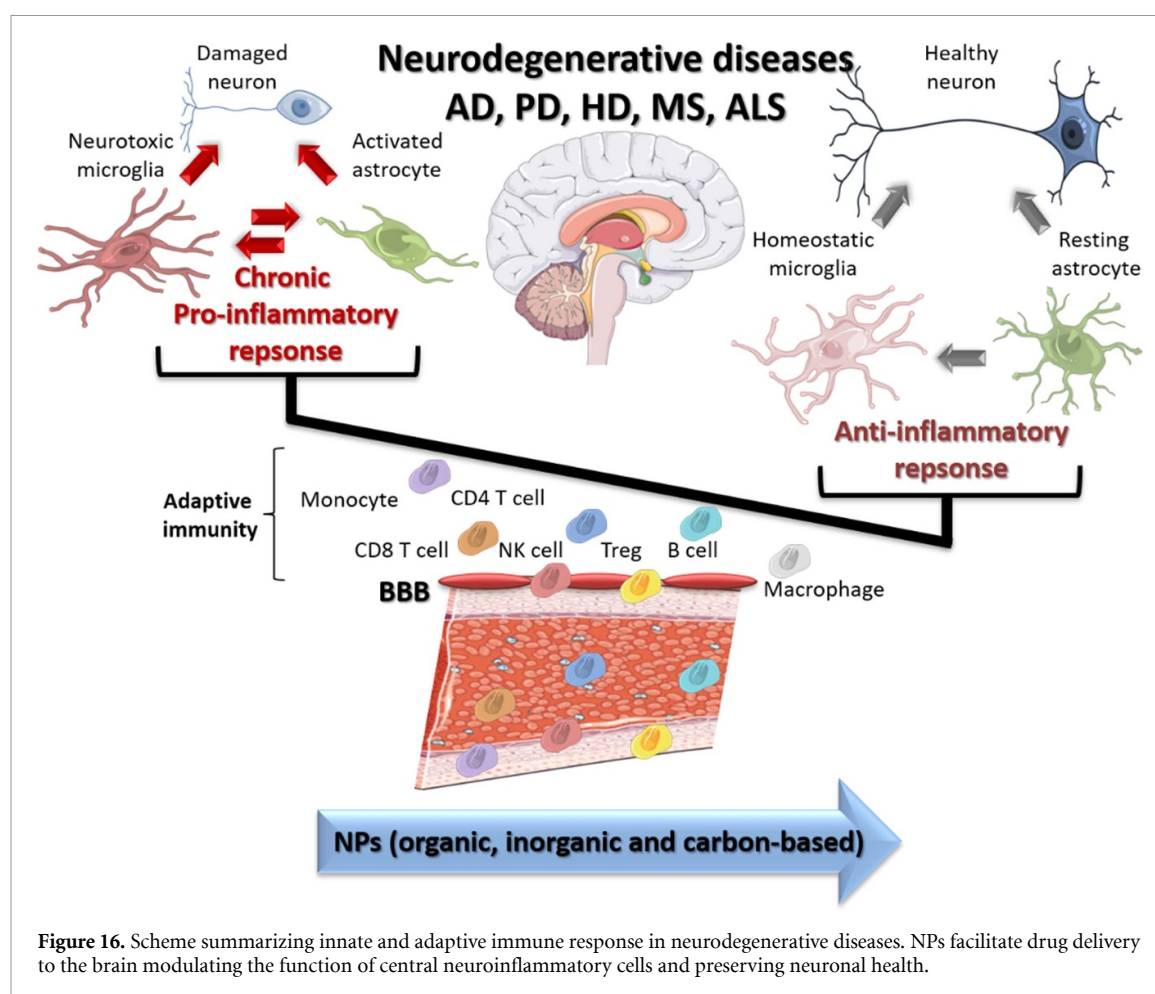 Neurodegenerative diseases
AD, PD, HD, MS, ALS
Damaged
neuron
Neurotoxic
microglia
Activated
astrocyte
Chronic
Pro-inflammatory
repsonse
Healthy
neuron
Homeostatic
microglia
Resting
astrocyte
Anti-inflammatory
repsonse
Adaptive
immunity
Monocyte
CD4 T cell
CD8 T cell
NK cell
Treg
B cell
BBB
Macrophage
NPs (organic, inorganic and carbon-based)
Figure 16. Scheme summarizing innate and adaptive immune response in neurodegenerative diseases. NPs facilitate drug delivery
to the brain modulating the function of central neuroinflammatory cells and preserving neuronal health.